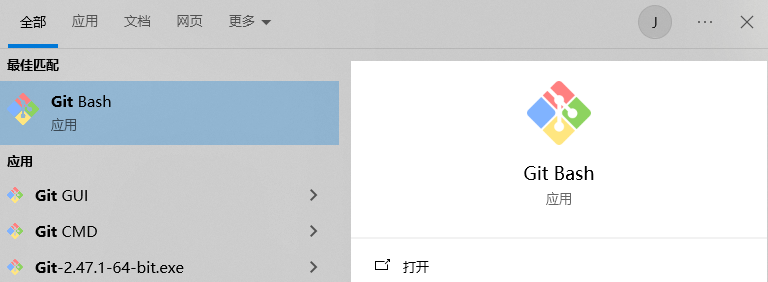 全部 应用 文档 网页 更多 J ...
最佳匹配
Git Bash
应用
应用
Git GUI
Git CMD
Git-2.47.1-64-bit.exe
Git Bash
应用
打开